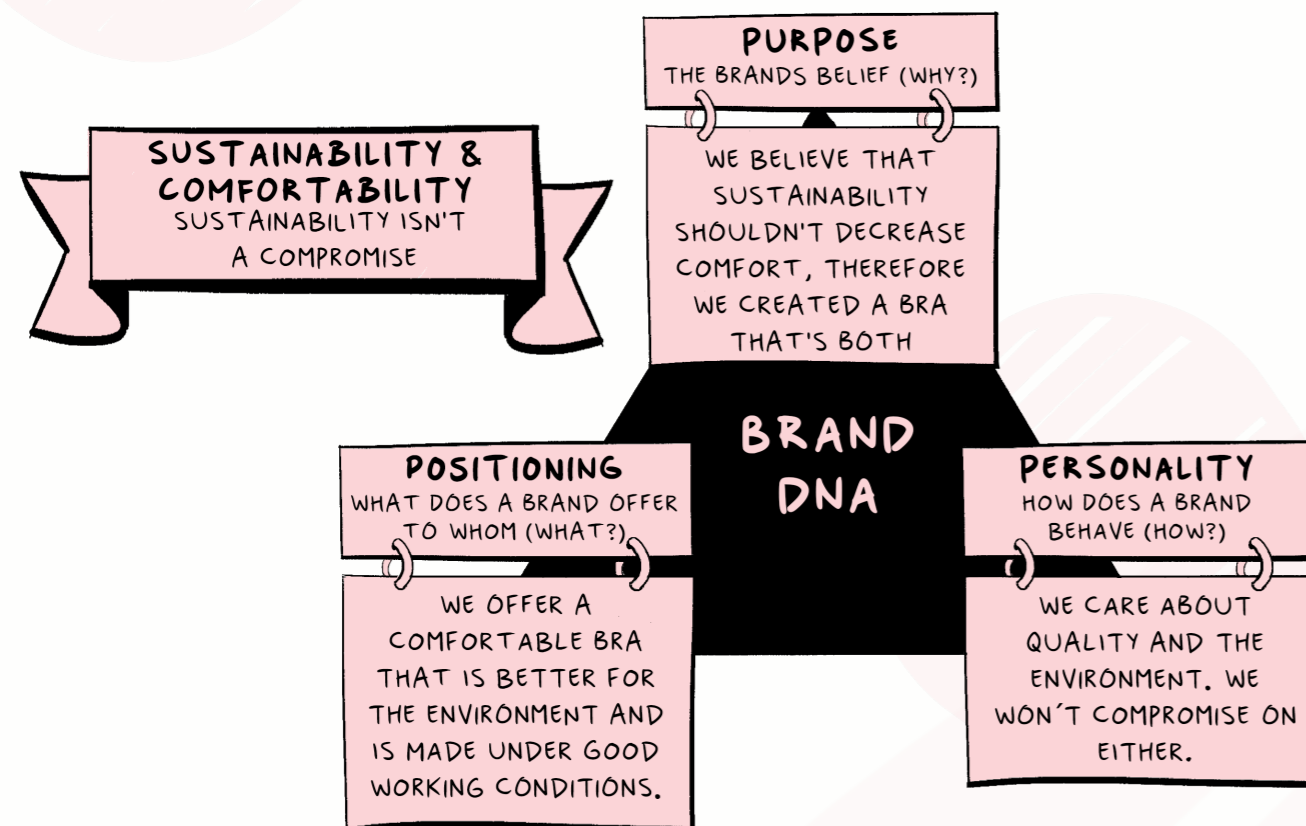 SUSTAINABILITY &
COMFORTABILITY
SUSTAINABILITY ISN'T
A COMPROMISE
PURPOSE
THE BRANDS BELIEF (WHY?)
WE BELIEVE THAT
SUSTAINABILITY
SHOULDN'T DECREASE
COMFORT, THEREFORE
WE CREATED A BRA
THAT'S BOTH
BRAND
DNA
POSITIONING
WHAT DOES A BRAND OFFER
TO WHOM (WHAT?)
WE OFFER A
COMFORTABLE BRA
THAT IS BETTER FOR
THE ENVIRONMENT AND
IS MADE UNDER GOOD
WORKING CONDITIONS.
PERSONALITY
HOW DOES A BRAND
BEHAVE (HOW?)
WE CARE ABOUT
QUALITY AND THE
ENVIRONMENT. WE
WON´T COMPROMISE ON
EITHER.